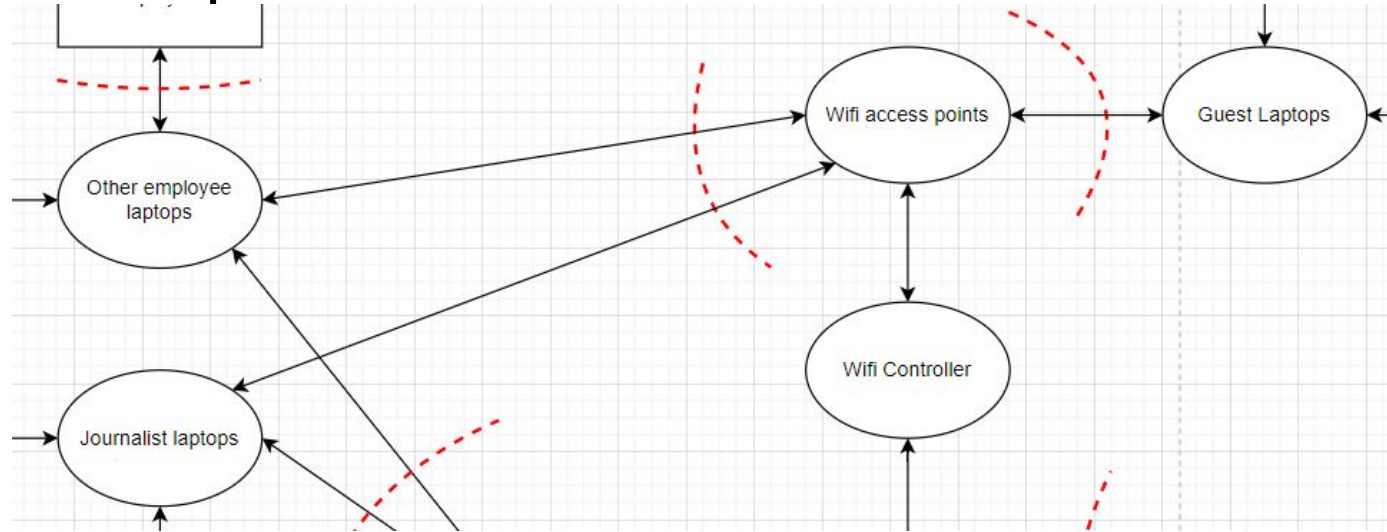 Wifi access points
Guest Laptops
Other employee
laptops
Wifi Controller
Journalist laptops